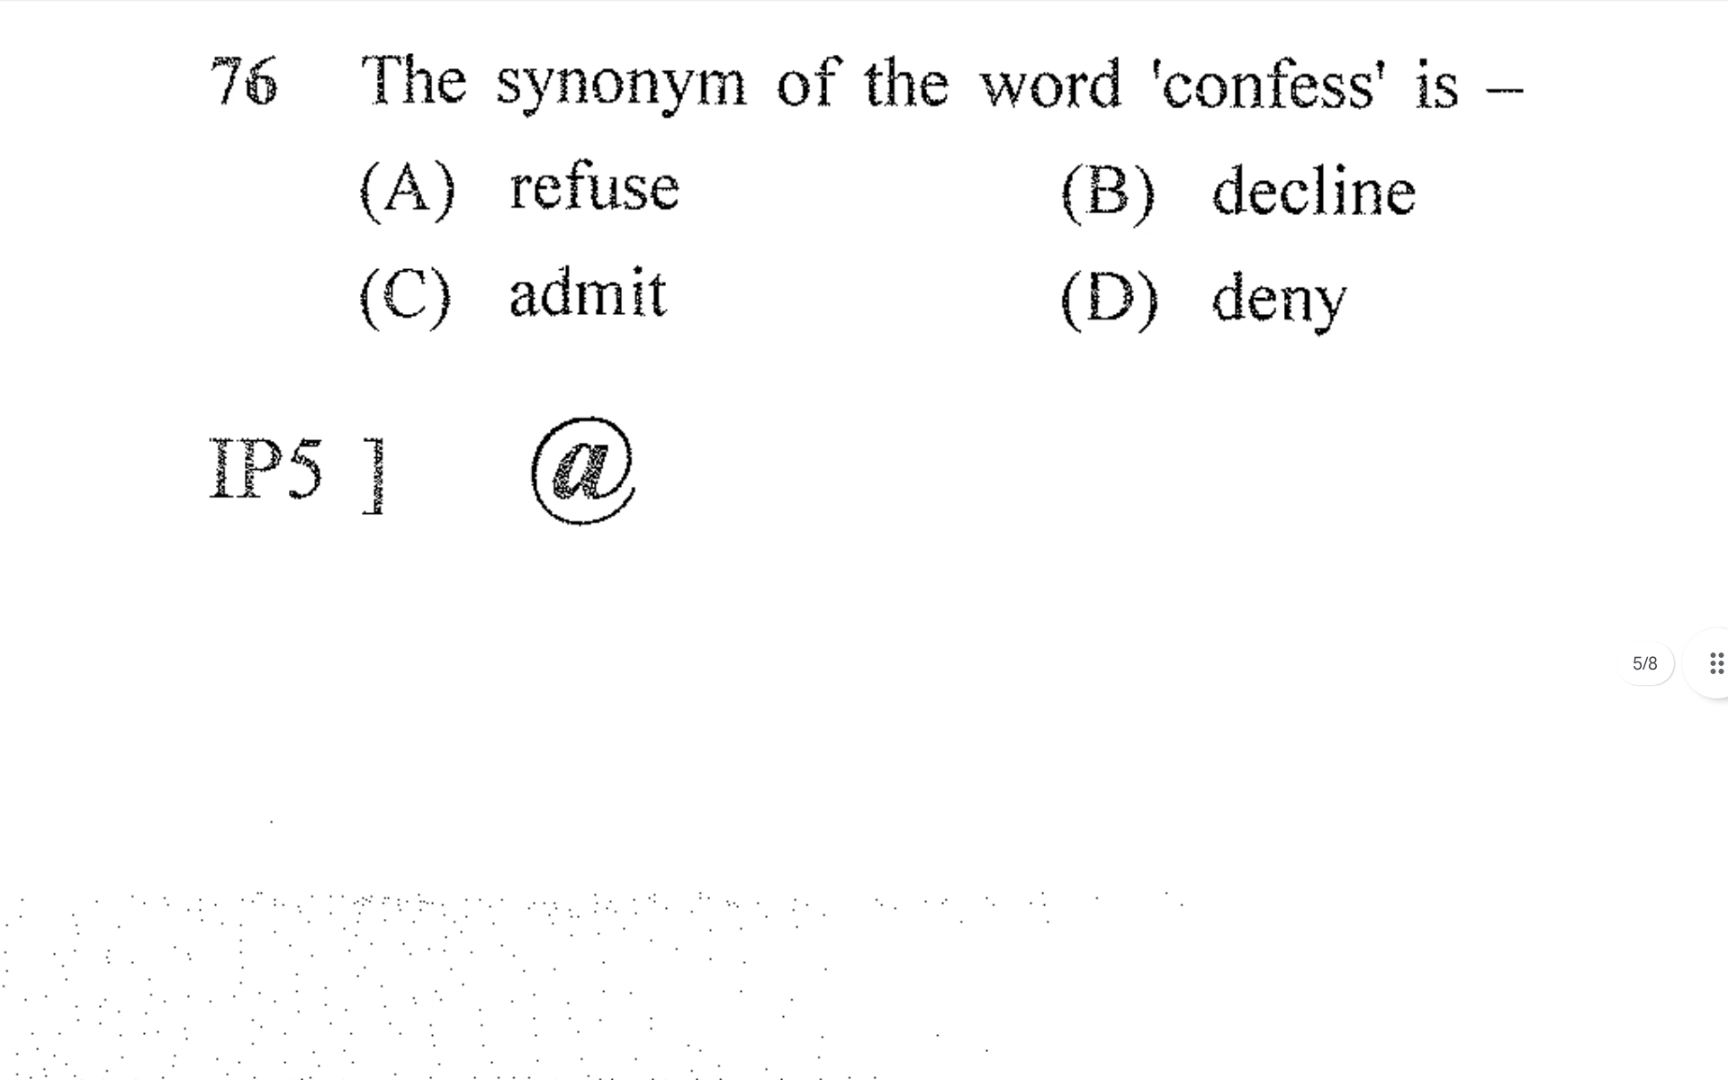 76 The synonym of the word 'confess' is –
(A) refuse (B) decline
(C) admit (D) deny
IP5 ] @
5/8